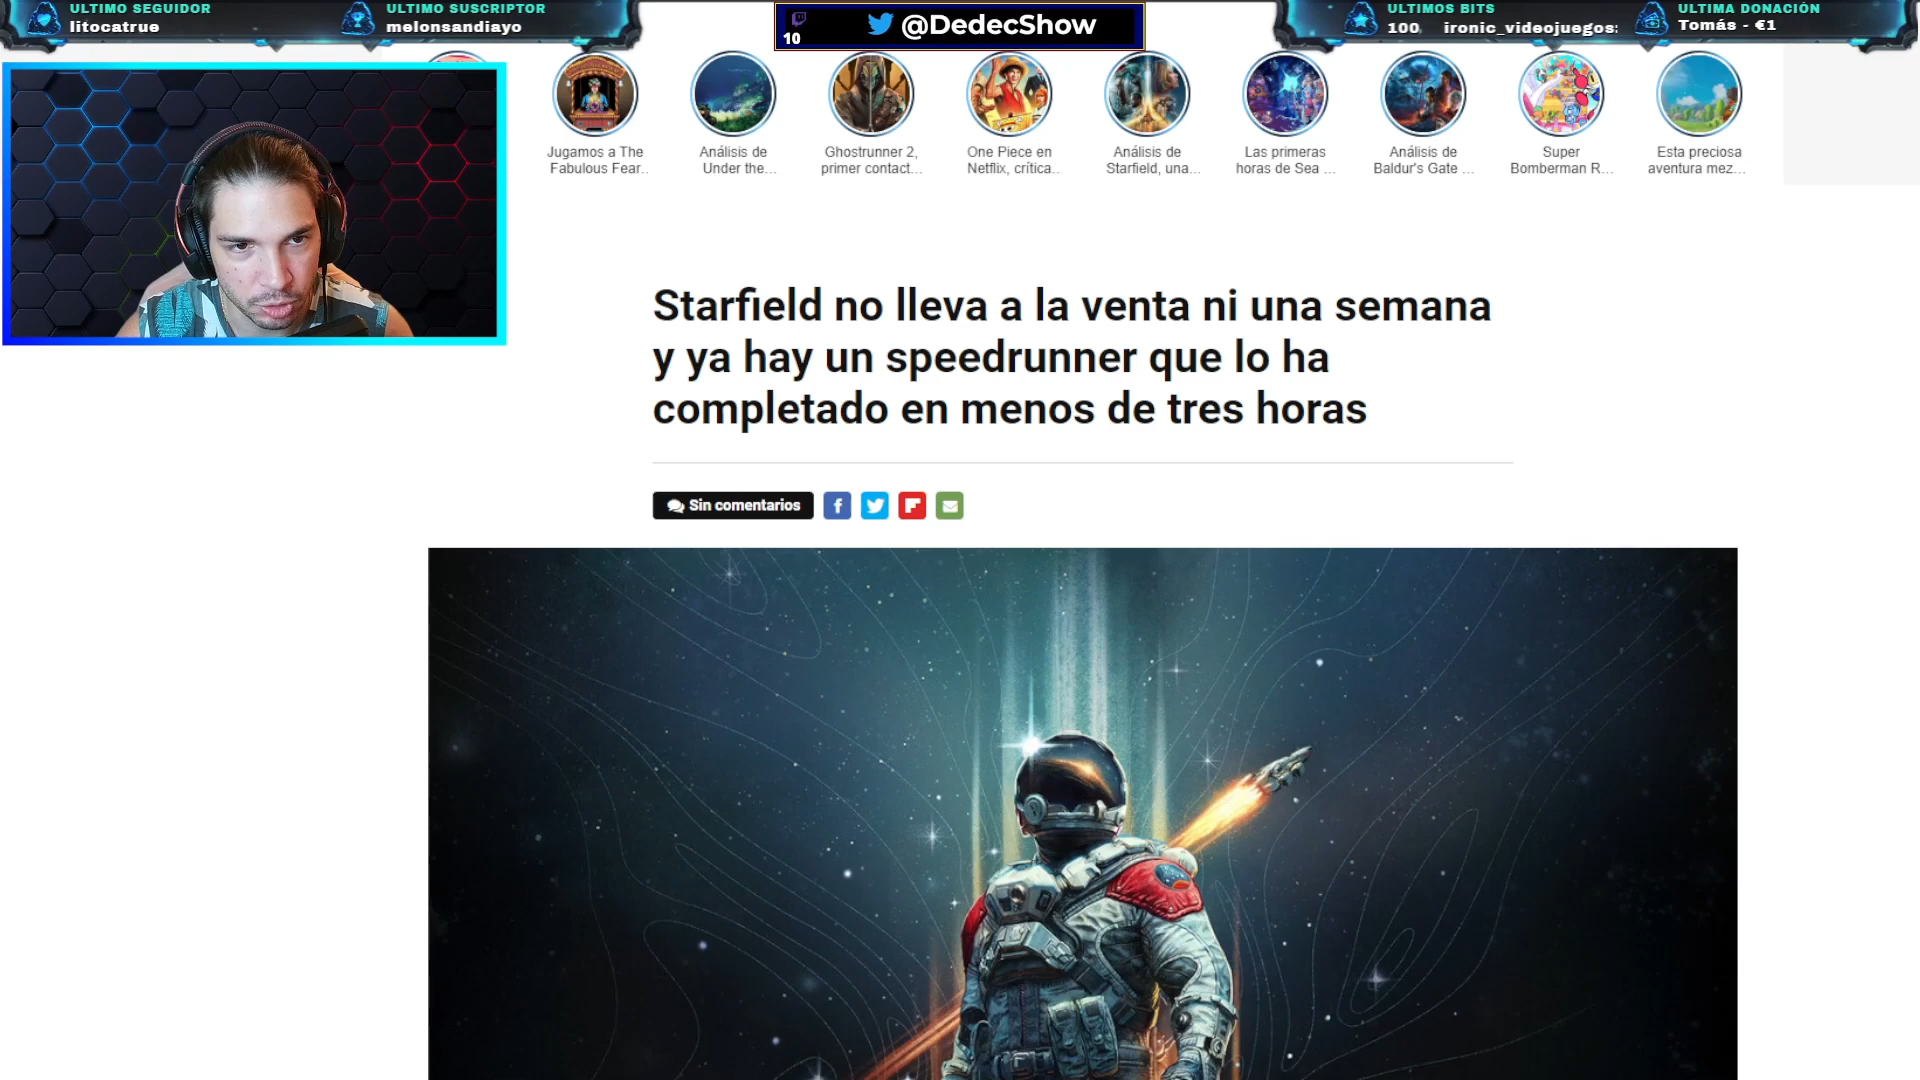 ULTIMO SEGUIDOR
litocatrue
ULTIMO SUSCRIPTOR
melonsandiayo
10
@DedecShow
ULTIMOS BITS
100 ironic_videojuegos:
ULTIMA DONACIÓN
Tomás - €1
Jugamos a The
Fabulous Fear..
Análisis de
Under the...
Ghostrunner 2,
primer contact...
One Piece en
Netflix, crítica..
Análisis de
Starfield, una...
Las primeras
horas de Sea ...
Análisis de
Baldur's Gate ...
Super
Bomberman R...
Esta preciosa
aventura mez...
Starfield no lleva a la venta ni una semana
y ya hay un speedrunner que lo ha
completado en menos de tres horas
Sin comentarios